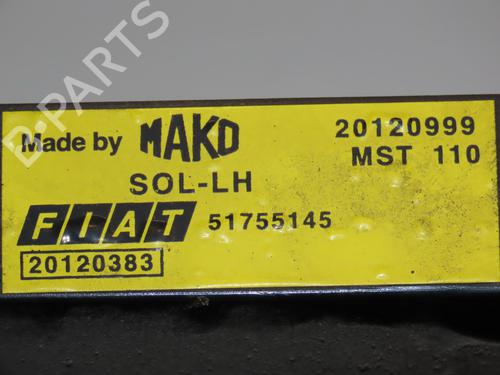 B-PARTS
Made by MAKO 20120999
SOL-LH MST 110
FIAT 51755145
20120383